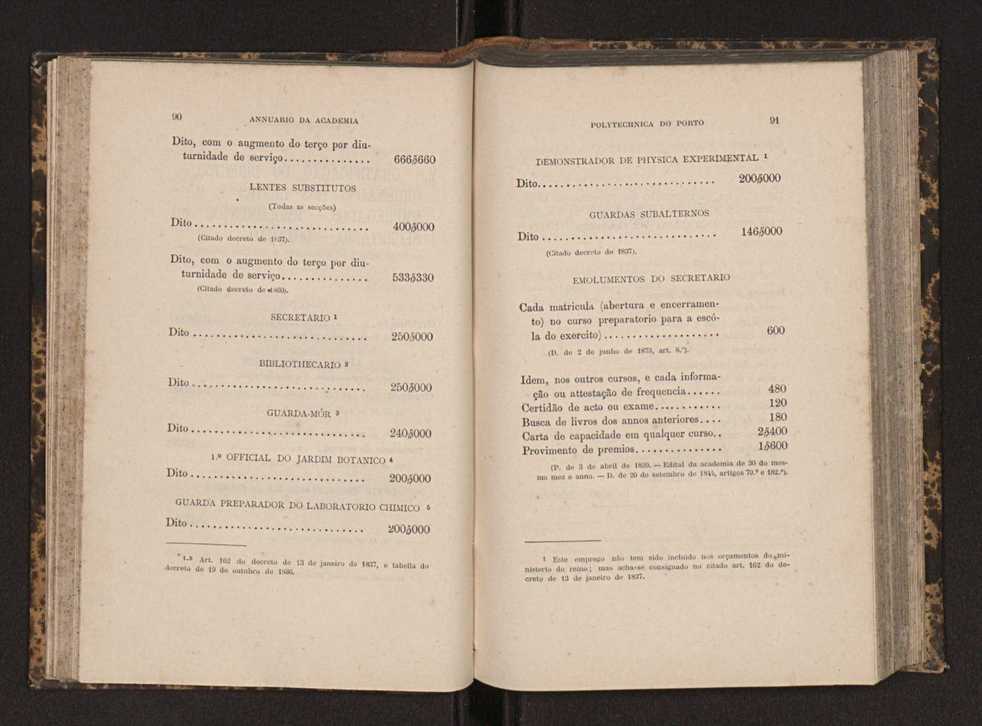 90
ANNUARIO DA ACADEMIA
Dito, com o augmento do terço por diu-
turnidade de serviço............... 666$660
LENTES SUBSTITUTOS
(Todas as secções)
Dito.............................. 400$000
(Citado decreto de 1837).
Dito, com o augmento do terço por diu-
turnidade de serviço............... 533$330
(Citado decreto de 1860).
SECRETARIO 1
Dito.............................. 250$000
BIBLIOTHECARIO 2
Dito.............................. 250$000
GUARDA-MÓR 3
Dito.............................. 240$000
1.º OFFICIAL DO JARDIM BOTANICO 4
Dito.............................. 200$000
GUARDA PREPARADOR DO LABORATORIO CHIMICO 5
Dito.............................. 200$000
1-5 Art. 162 do decreto de 13 de janeiro de 1837, e tabella do
decreto de 19 de outubro de 1836.
POLYTECHNICA DO PORTO
91
DEMONSTRADOR DE PHYSICA EXPERIMENTAL 1
Dito.............................. 200$000
GUARDAS SUBALTERNOS
Dito.............................. 146$000
(Citado decreto de 1837).
EMOLUMENTOS DO SECRETARIO
Cada matricula (abertura e encerramen-
to) no curso preparatorio para a escó-
la do exercito).................... 600
(D. de 2 de junho de 1873, art. 8.º).
Idem, nos outros cursos, e cada informa-
ção ou attestação de frequencia...... 480
Certidão de acto ou exame............ 120
Busca de livros dos annos anteriores.... 180
Carta de capacidade em qualquer curso.. 2$400
Provimento de premios.............. 1$600
(P. de 3 de abril de 1839. — Edital da academia de 20 do mes-
mo mez e anno. — D. de 20 de setembro de 1844, artigos 70.º e 182.º).
1 Este emprego não tem sido incluido nos orçamentos do mi-
nisterio do reino; mas acha-se consignado no citado art. 162 do de-
creto de 13 de janeiro de 1837.